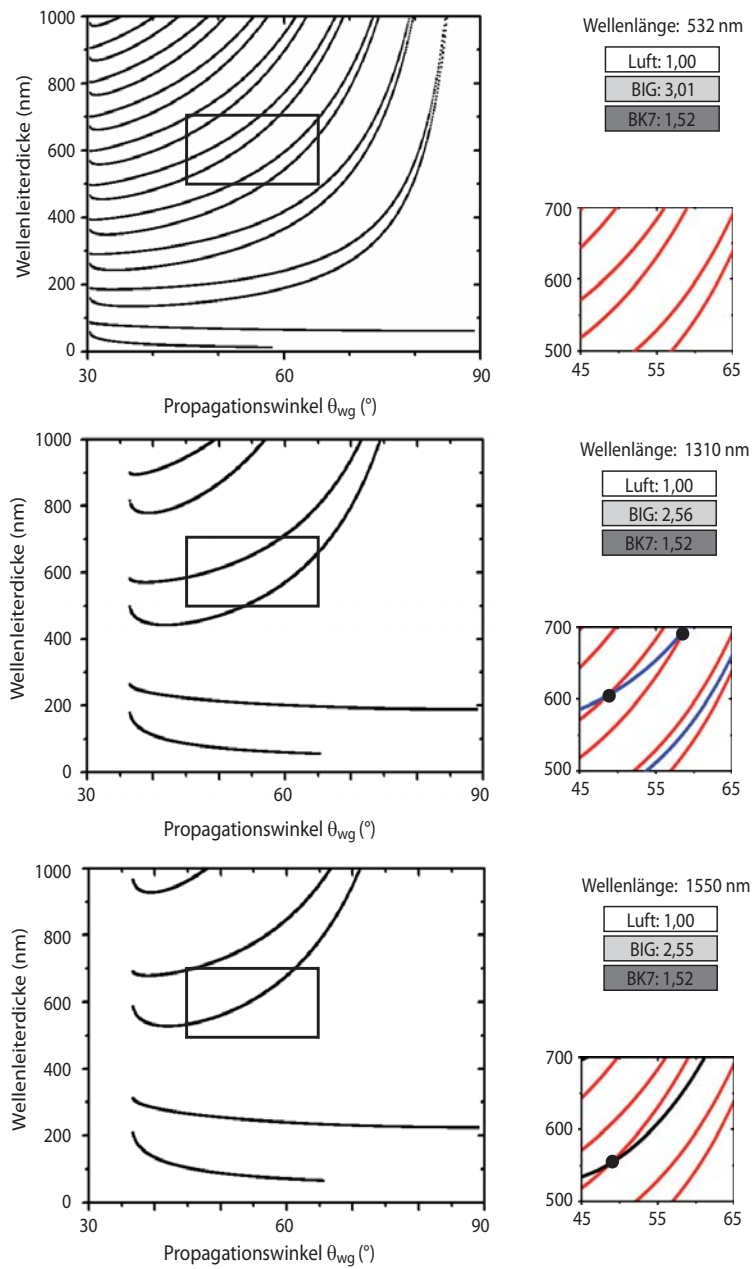 1000
800
600
400
200
0
30
60
90
Wellenleiterdicke (nm)
Propagationswinkel θwg (°)
Wellenlänge: 532 nm
Luft: 1,00
BIG: 3,01
BK7: 1,52
700
600
500
45
55
65
1000
800
600
400
200
0
30
60
90
Wellenleiterdicke (nm)
Propagationswinkel θwg (°)
Wellenlänge: 1310 nm
Luft: 1,00
BIG: 2,56
BK7: 1,52
700
600
500
45
55
65
1000
800
600
400
200
0
30
60
90
Wellenleiterdicke (nm)
Propagationswinkel θwg (°)
Wellenlänge: 1550 nm
Luft: 1,00
BIG: 2,55
BK7: 1,52
700
600
500
45
55
65